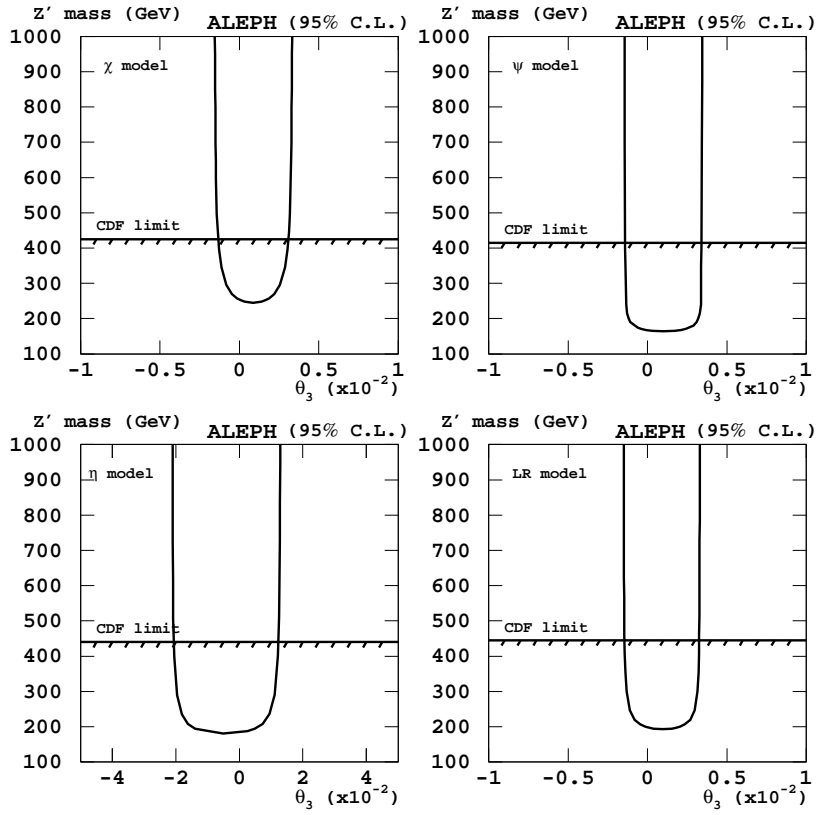 Z′ mass (GeV) ALEPH (95% C.L.)
1000
900
800
700
600
500
400
300
200
100
χ model
CDF limit
-1 -0.5 0 0.5 1
θ3 (x10-2)
Z′ mass (GeV) ALEPH (95% C.L.)
1000
900
800
700
600
500
400
300
200
100
ψ model
CDF limit
-1 -0.5 0 0.5 1
θ3 (x10-2)
Z′ mass (GeV) ALEPH (95% C.L.)
1000
900
800
700
600
500
400
300
200
100
η model
CDF limit
-4 -2 0 2 4
θ3 (x10-2)
Z′ mass (GeV) ALEPH (95% C.L.)
1000
900
800
700
600
500
400
300
200
100
LR model
CDF limit
-1 -0.5 0 0.5 1
θ3 (x10-2)